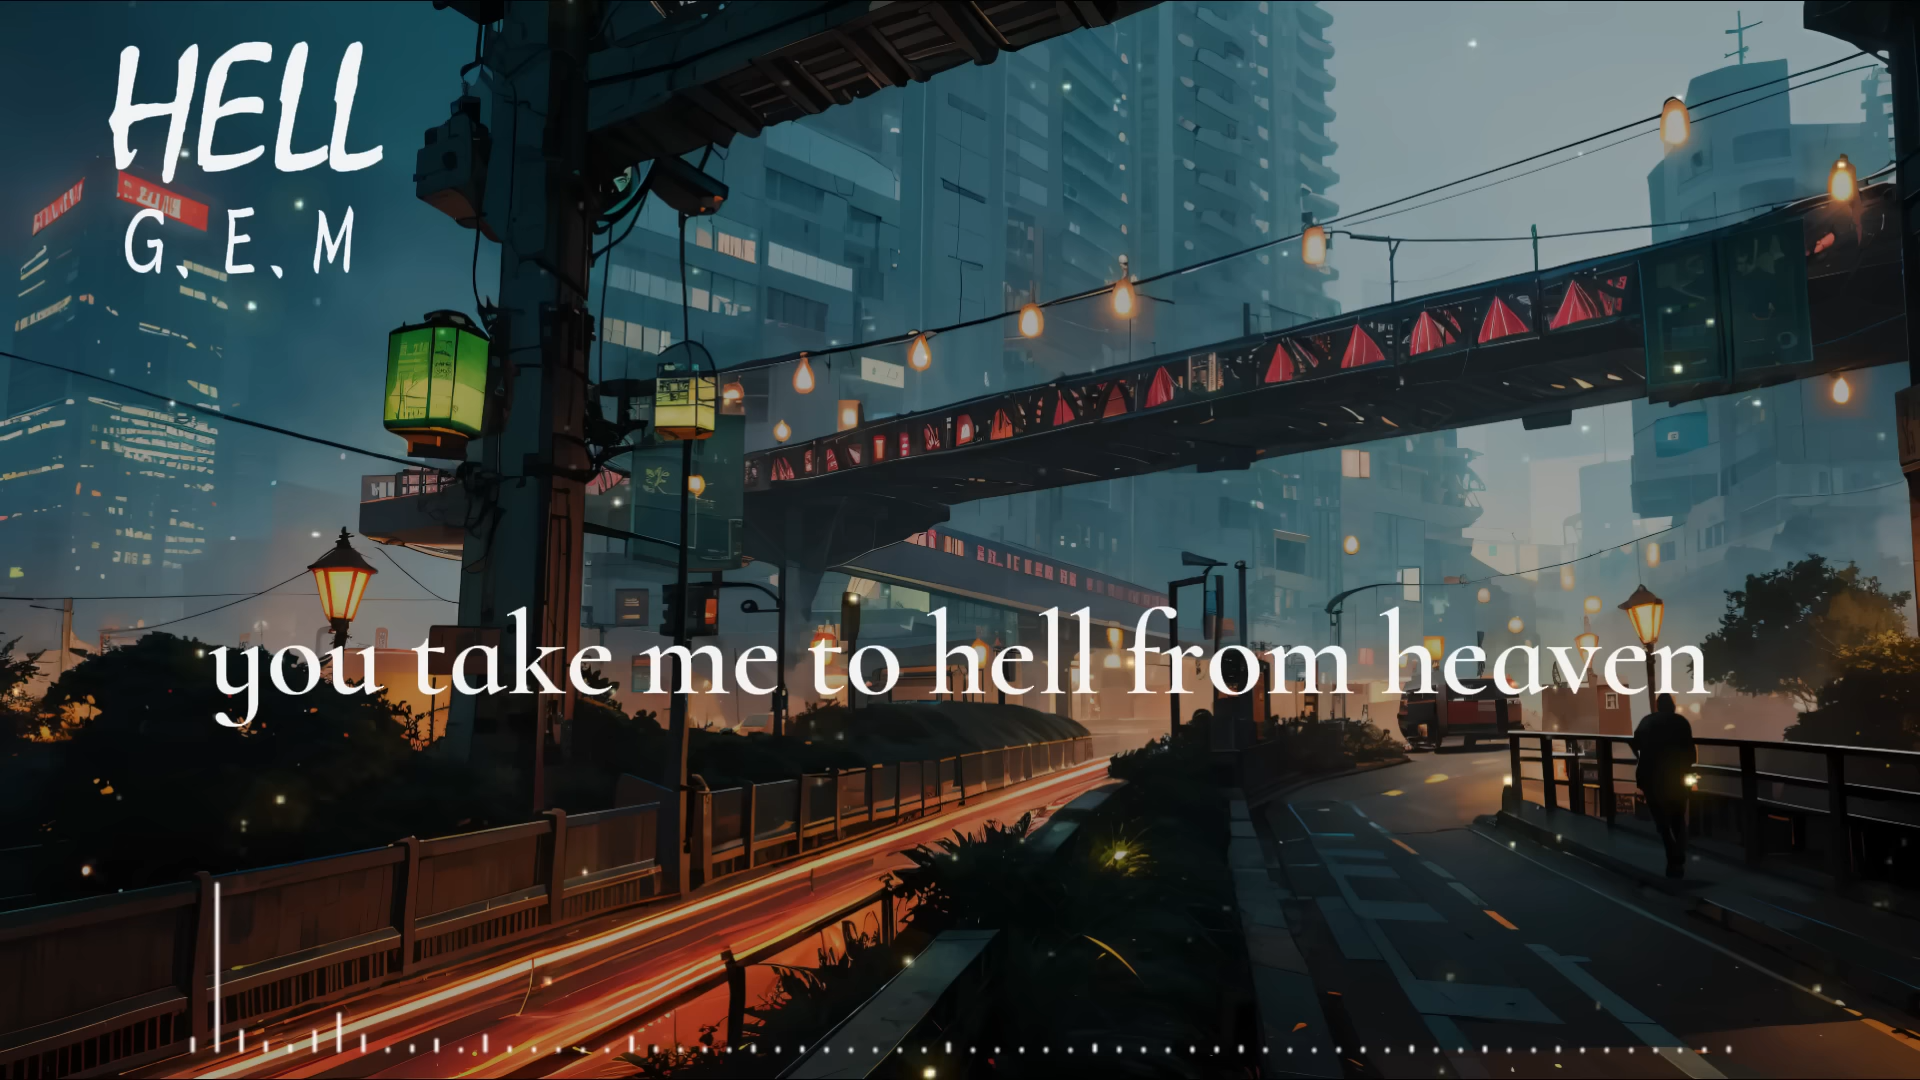 HELL
G、E、M
you take me to hell from heaven